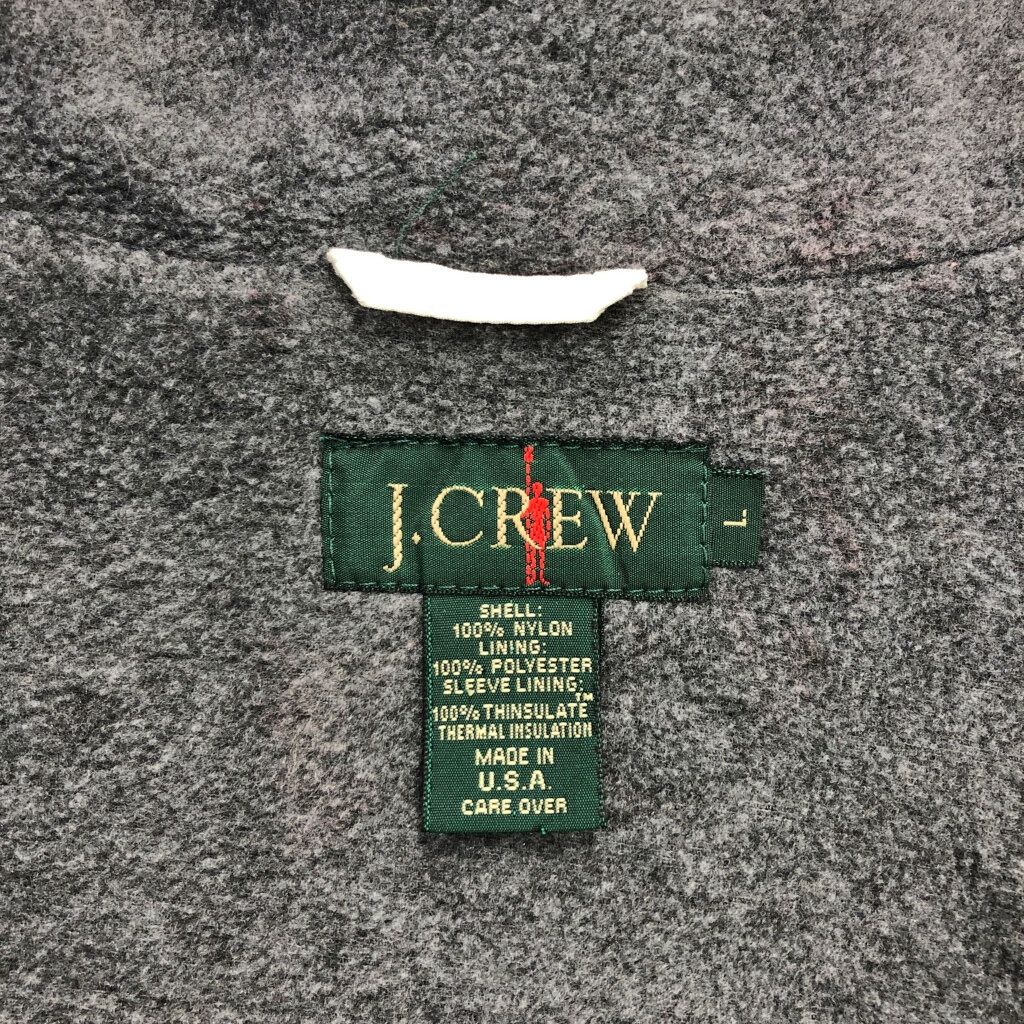 J.CREW
L
SHELL:
100% NYLON
LINING:
100% POLYESTER
SLEEVE LINING:
100% THINSULATE™
THERMAL INSULATION
MADE IN
U.S.A.
CARE OVER